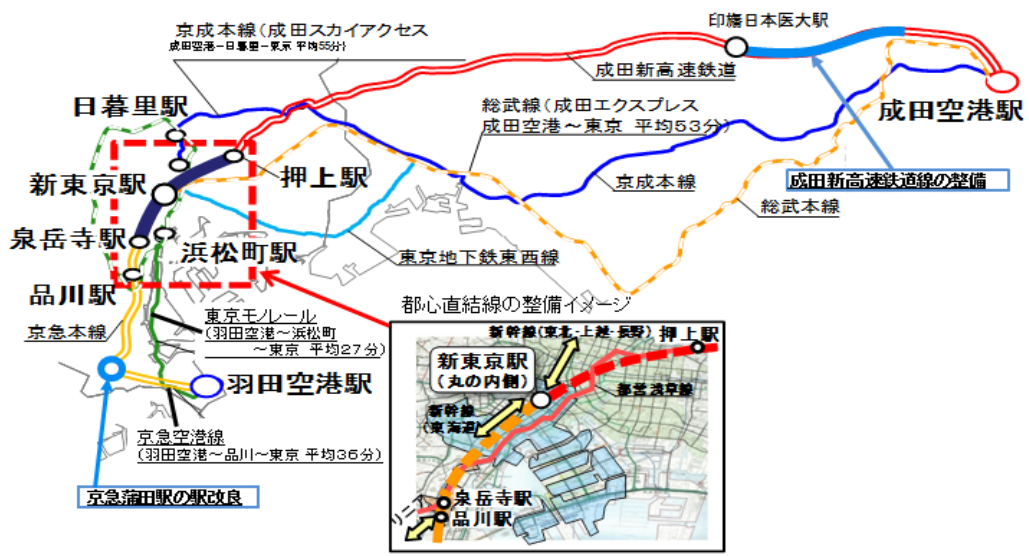 京成本線(成田スカイアクセス
成田空港－日暮里－東京 平均55分)
印旛日本医大駅
成田新高速鉄道
成田空港駅
日暮里駅
総武線(成田エクスプレス
成田空港～東京 平均53分)
新東京駅
押上駅
京成本線
成田新高速鉄道線の整備
総武本線
泉岳寺駅
浜松町駅
東京地下鉄東西線
品川駅
都心直結線の整備イメージ
京急本線
東京モノレール
(羽田空港～浜松町
～東京 平均27分)
羽田空港駅
京急空港線
(羽田空港～品川～東京 平均36分)
京急蒲田駅の駅改良
新幹線(東北・上越・長野)
押上駅
新東京駅
(丸の内側)
都営浅草線
新幹線
(東海道)
泉岳寺駅
リニア
品川駅